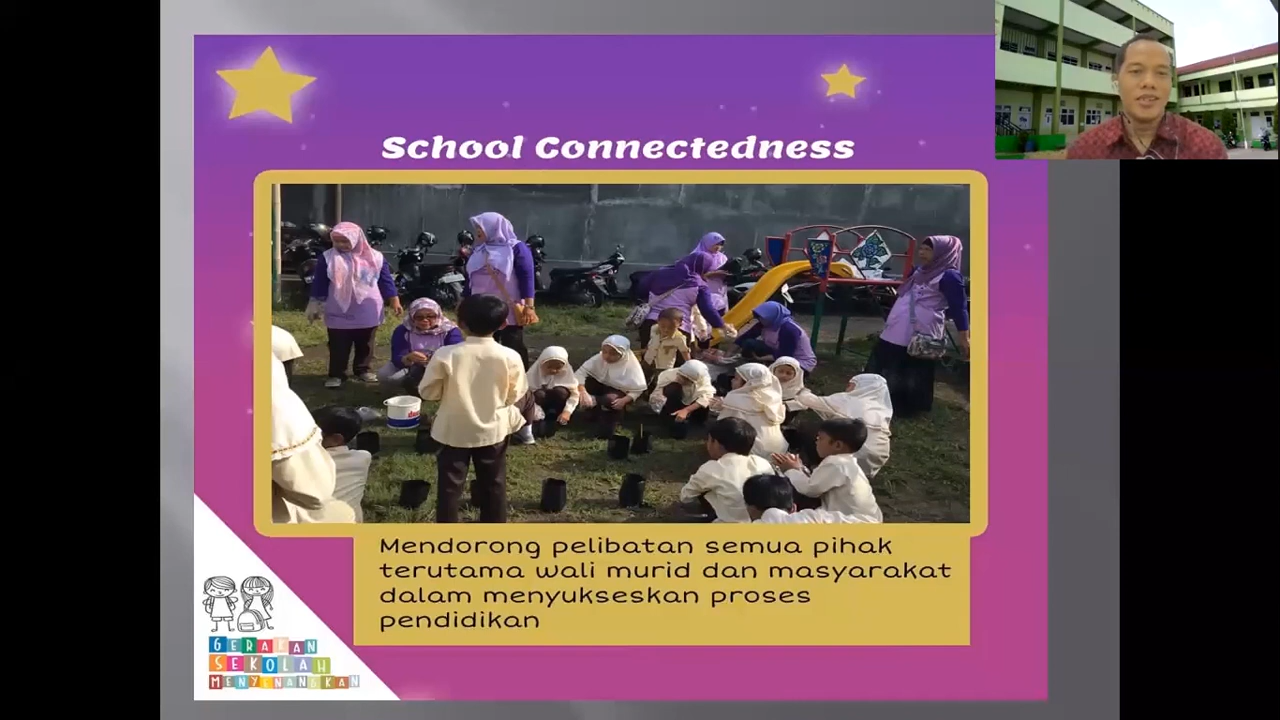 School Connectedness
Mendorong pelibatan semua pihak
terutama wali murid dan masyarakat
dalam menyukseskan proses
pendidikan
GERAKAN
SEKOLAH
MENYENANGKAN